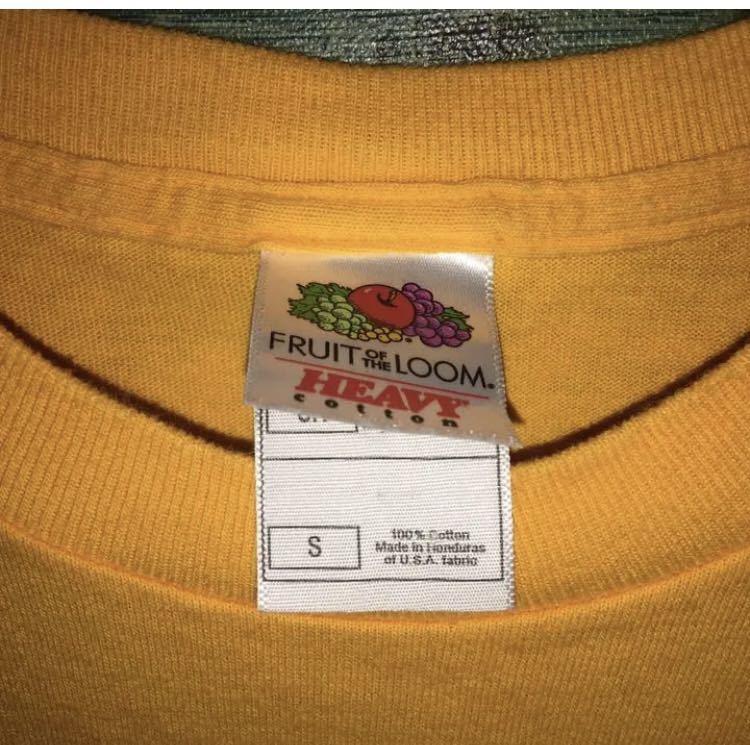 FRUIT OF THE LOOM.
HEAVY
cotton
S
100% Cotton
Made in Honduras
of U.S.A. fabric